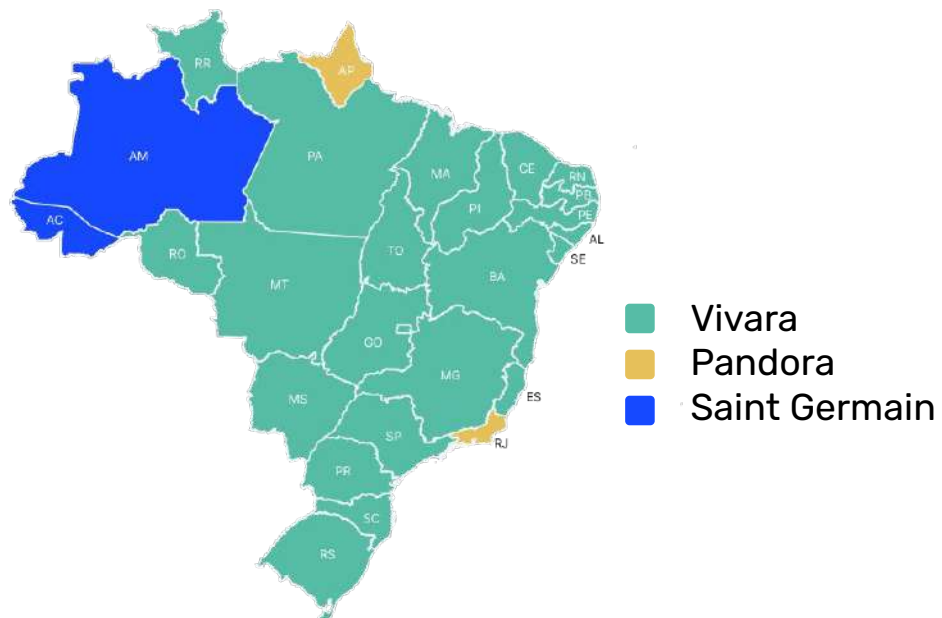 RR
AP
AM
PA
MA
CE
RN
PB
PE
AL
SE
PI
AC
RO
TO
BA
MT
GO
MG
ES
MS
SP
RJ
PR
SC
RS
Vivara
Pandora
Saint Germain